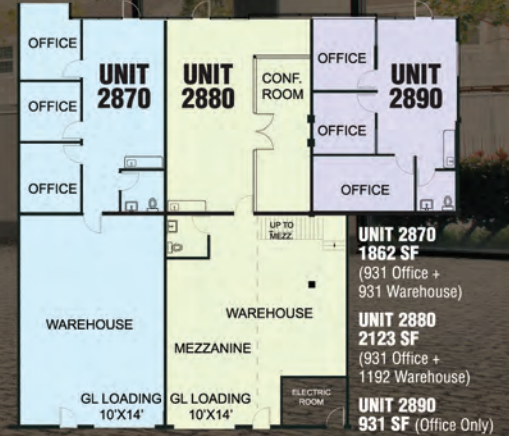 OFFICE
UNIT
2870
UNIT
2880
CONF.
ROOM
OFFICE
UNIT
2890
OFFICE
OFFICE
OFFICE
OFFICE
UP TO
MEZZ.
WAREHOUSE
WAREHOUSE
MEZZANINE
GL LOADING
10'X14'
GL LOADING
10'X14'
ELECTRIC
ROOM
UNIT 2870
1862 SF
(931 Office +
931 Warehouse)
UNIT 2880
2123 SF
(931 Office +
1192 Warehouse)
UNIT 2890
931 SF (Office Only)